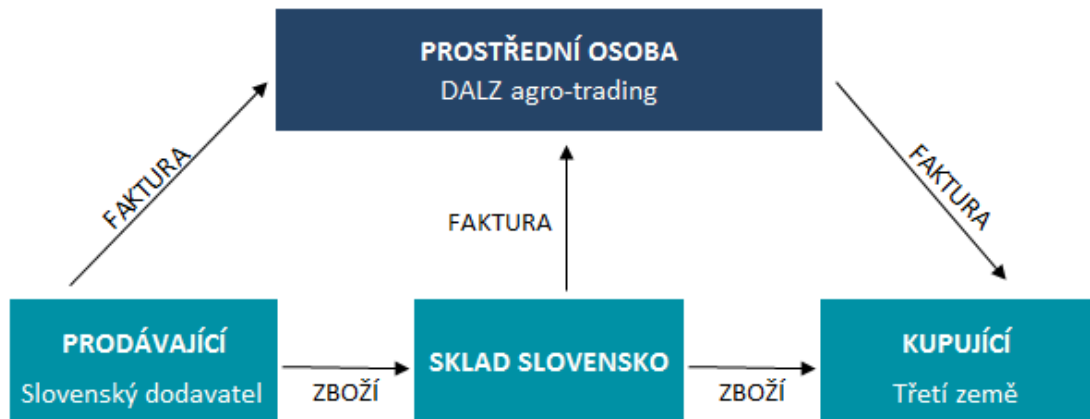 PROSTŘEDNÍ OSOBA
DALZ agro-trading
FAKTURA
FAKTURA
FAKTURA
PRODÁVAJÍCÍ
Slovenský dodavatel
ZBOŽÍ
SKLAD SLOVENSKO
ZBOŽÍ
KUPUJÍCÍ
Třetí země